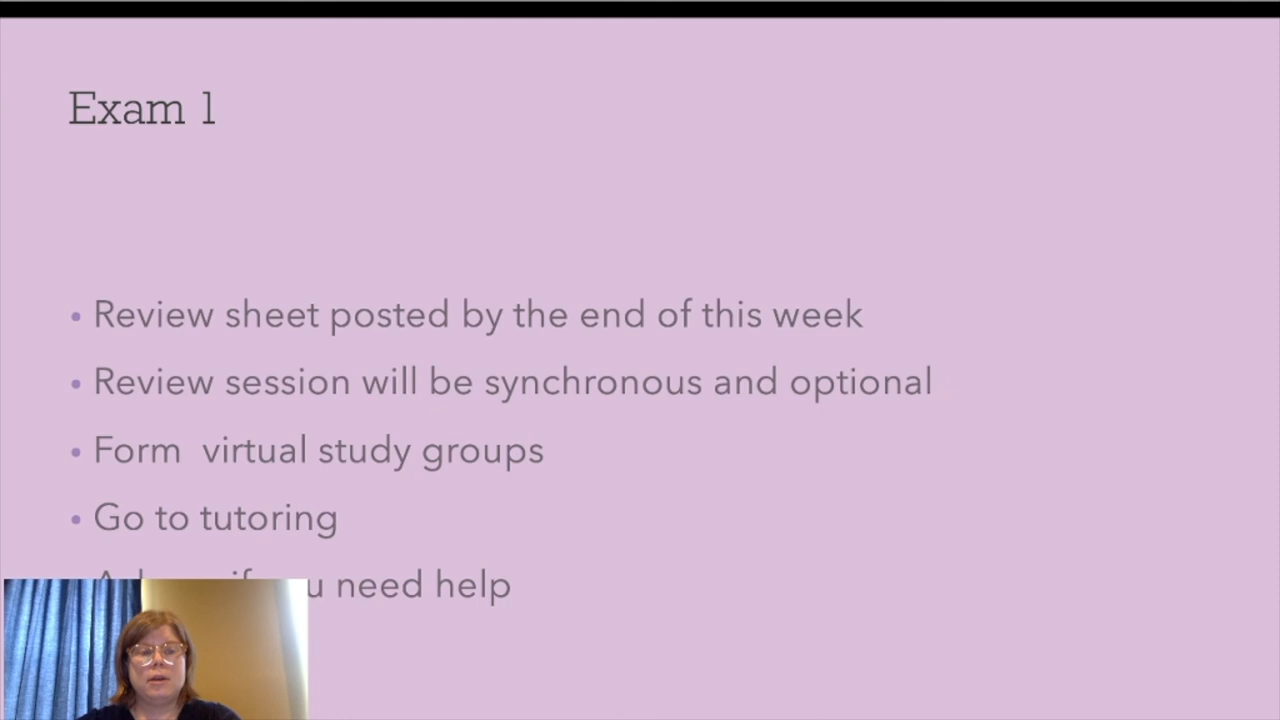 Exam 1
• Review sheet posted by the end of this week
• Review session will be synchronous and optional
• Form  virtual study groups
• Go to tutoring
need help